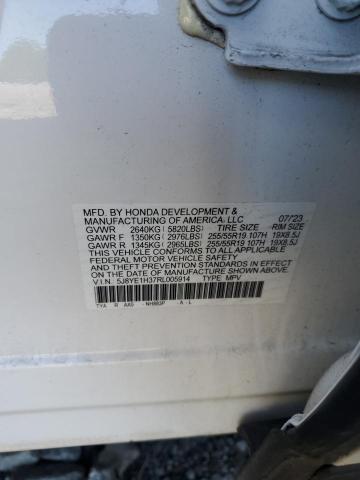 MFD. BY HONDA DEVELOPMENT &
MANUFACTURING OF AMERICA, LLC 07/'23
GVWR 2640KG (5820LBS) TIRE SIZE RIM SIZE
GAWR F 1350KG (2976LBS) 255/55R19 107H 19X8.5J
GAWR R 1345KG (2965LBS) 255/55R19 107H 19X8.5J
THIS VEHICLE CONFORMS TO ALL APPLICABLE
FEDERAL MOTOR VEHICLE SAFETY
AND THEFT PREVENTION STANDARDS IN EFFECT
ON THE DATE OF MANUFACTURE SHOWN ABOVE.
V.I.N. 5J8YE1H37RL005914 TYPE MPV
TYA R AA5 NH883P A - L